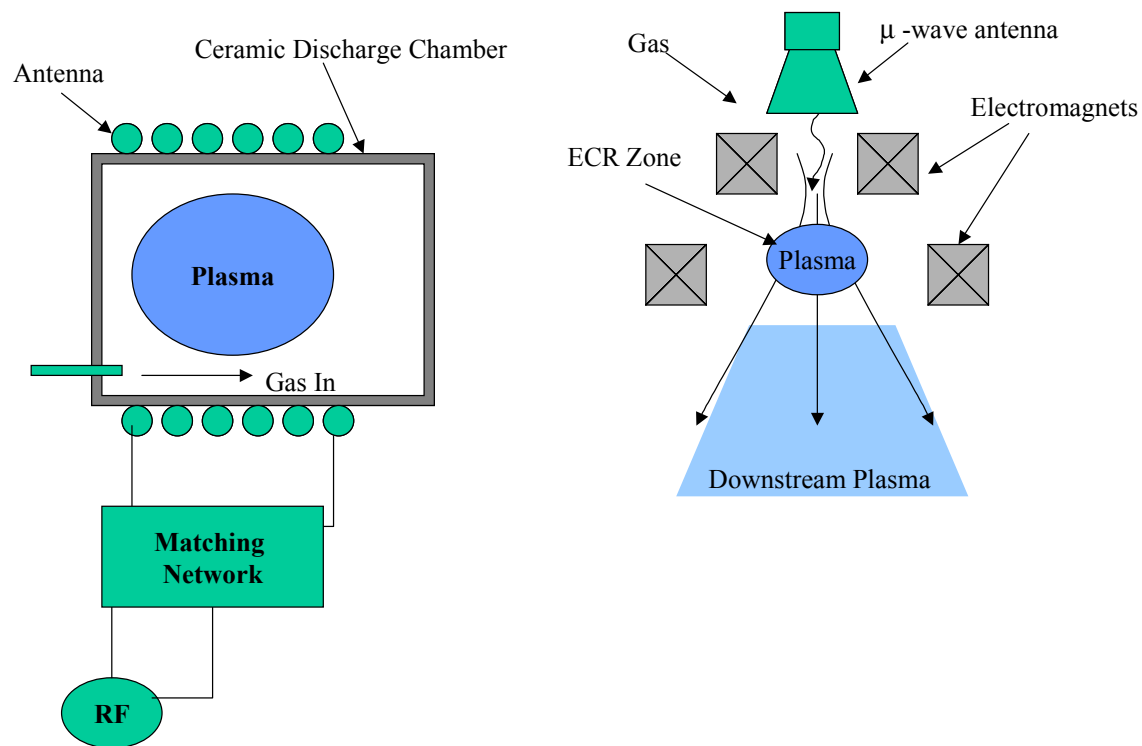 Ceramic Discharge Chamber
Antenna
Plasma
Gas In
Matching
Network
RF
μ -wave antenna
Gas
Electromagnets
ECR Zone
Plasma
Downstream Plasma